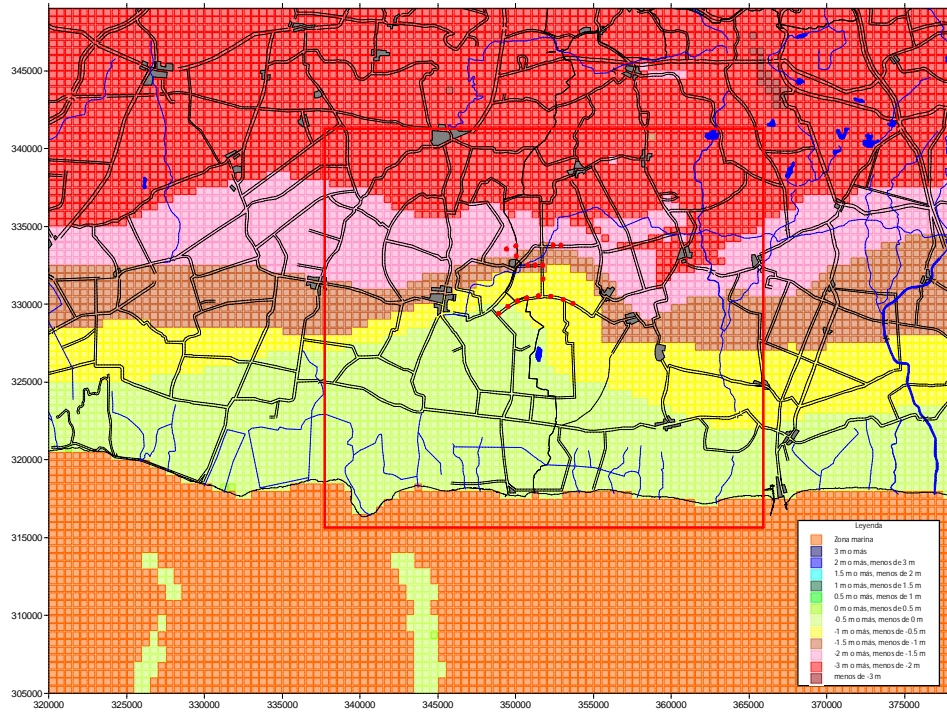 345000
340000
335000
330000
325000
320000
315000
310000
305000
320000 325000 330000 335000 340000 345000 350000 355000 360000 365000 370000 375000
Leyenda
Zona marina
3 m o más
2 m o más, menos de 3 m
1.5 m o más, menos de 2 m
1 m o más, menos de 1.5 m
0.5 m o más, menos de 1 m
0 m o más, menos de 0.5 m
-0.5 m o más, menos de 0 m
-1 m o más, menos de -0.5 m
-1.5 m o más, menos de -1 m
-2 m o más, menos de -1.5 m
-3 m o más, menos de -2 m
menos de -3 m